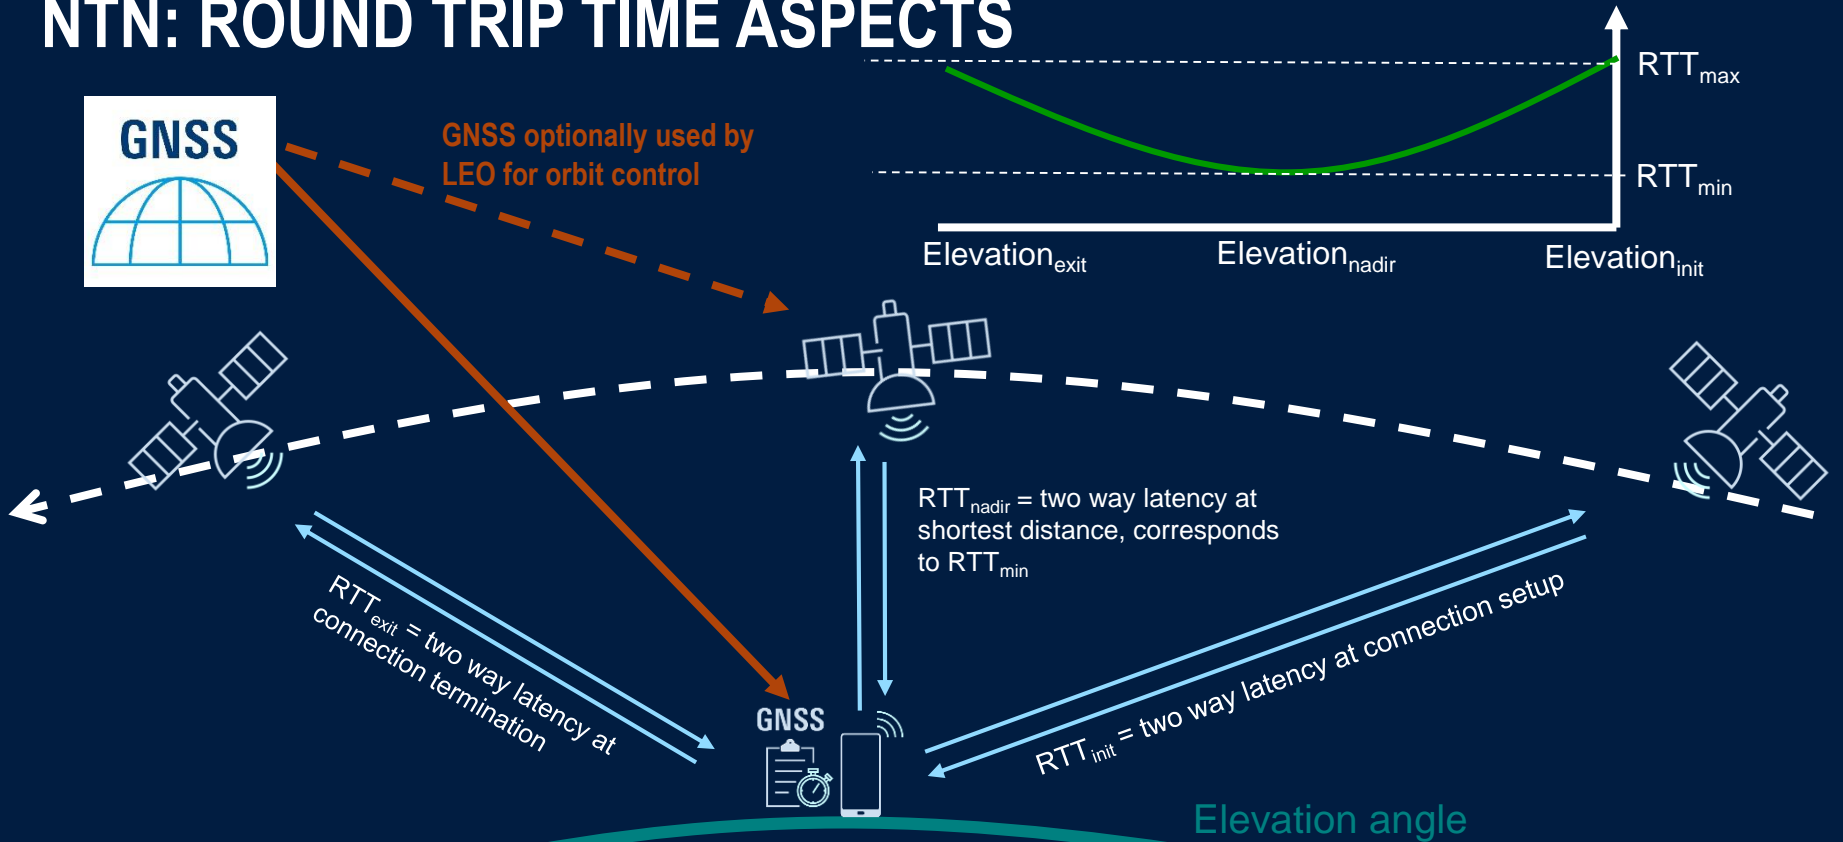 NTN: ROUND TRIP TIME ASPECTS
GNSS
GNSS optionally used by
LEO for orbit control
RTTmax
RTTmin
Elevationexit
Elevationnadir
Elevationinit
RTTnadir = two way latency at
shortest distance, corresponds
to RTTmin
RTTexit = two way latency at
connection termination
RTTinit = two way latency at connection setup
GNSS
Elevation angle